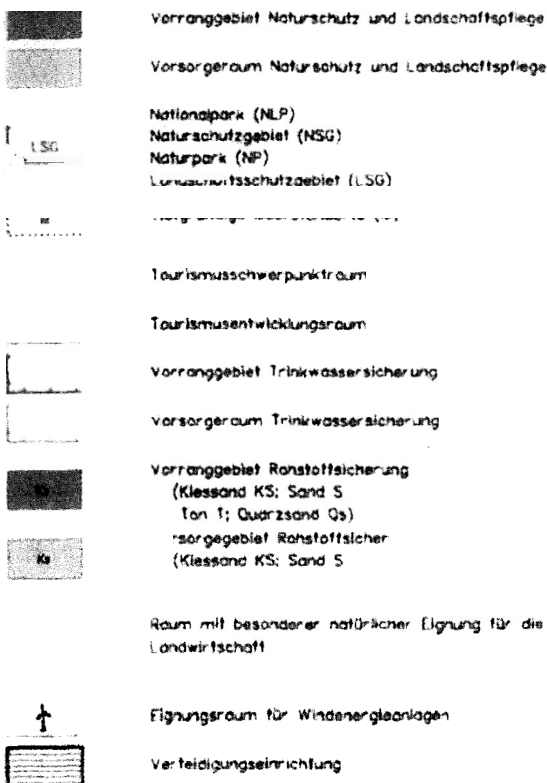 Vorranggebiet Naturschutz und Landschaftspflege
Vorsorgeraum Naturschutz und Landschaftspflege
Nationalpark (NLP)
Naturschutzgebiet (NSG)
LSG
Naturpark (NP)
Landschaftsschutzgebiet (LSG)
Tourismusschwerpunktraum
Tourismusentwicklungsraum
Vorranggebiet Trinkwassersicherung
Vorsorgeraum Trinkwassersicherung
Vorranggebiet Rohstoffsicherung
(Kiessand KS; Sand S
Ton T; Quarzsand Qs)
rsorgegebiet Rohstoffsicher
Ks
(Kiessand KS; Sand S
Raum mit besonderer natürlicher Eignung für die
Landwirtschaft
Eignungsraum für Windenergieanlagen
Verteidigungseinrichtung